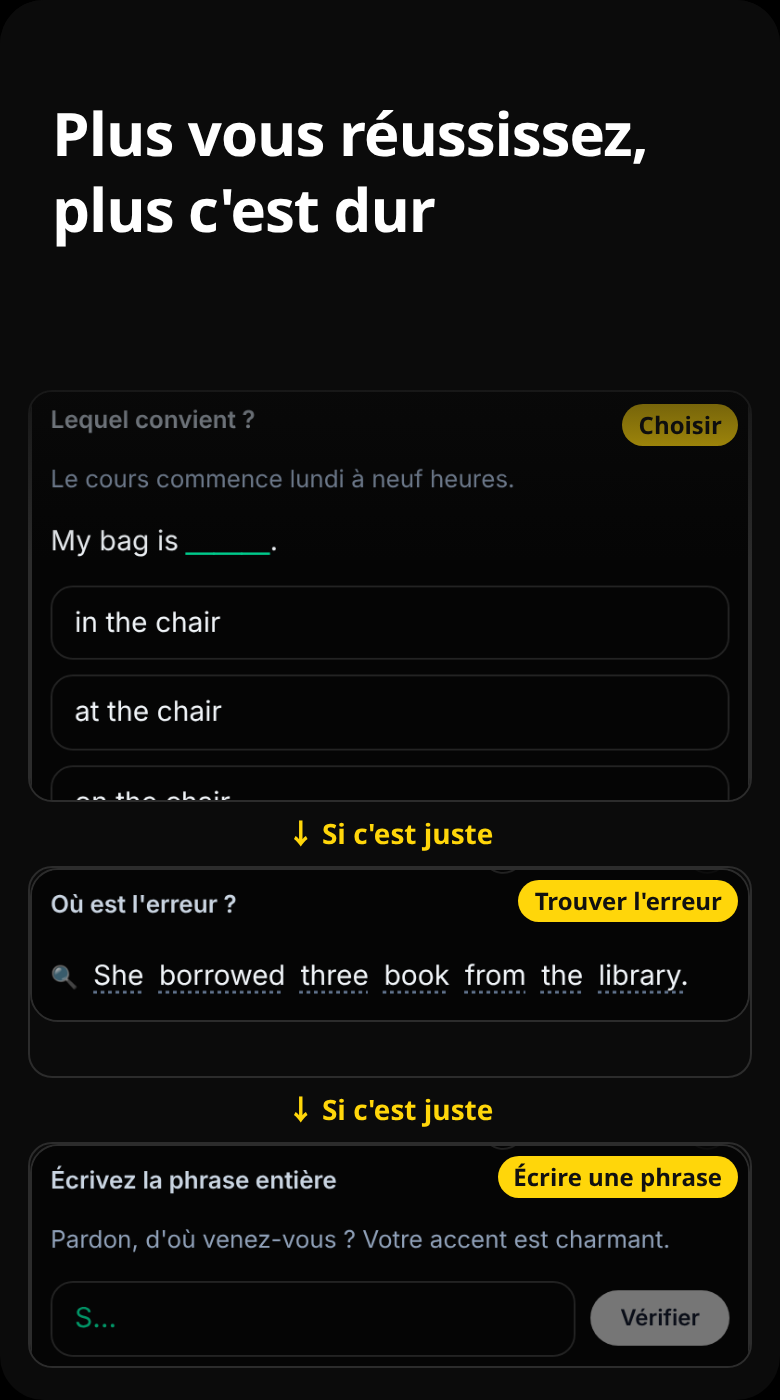 Plus vous réussissez,
plus c'est dur
Lequel convient ?
Choisir
Le cours commence lundi à neuf heures.
My bag is ______.
in the chair
at the chair
on the chair
↓ Si c'est juste
Où est l'erreur ?
Trouver l'erreur
She borrowed three book from the library.
↓ Si c'est juste
Écrivez la phrase entière
Écrire une phrase
Pardon, d'où venez-vous ? Votre accent est charmant.
S...
Vérifier